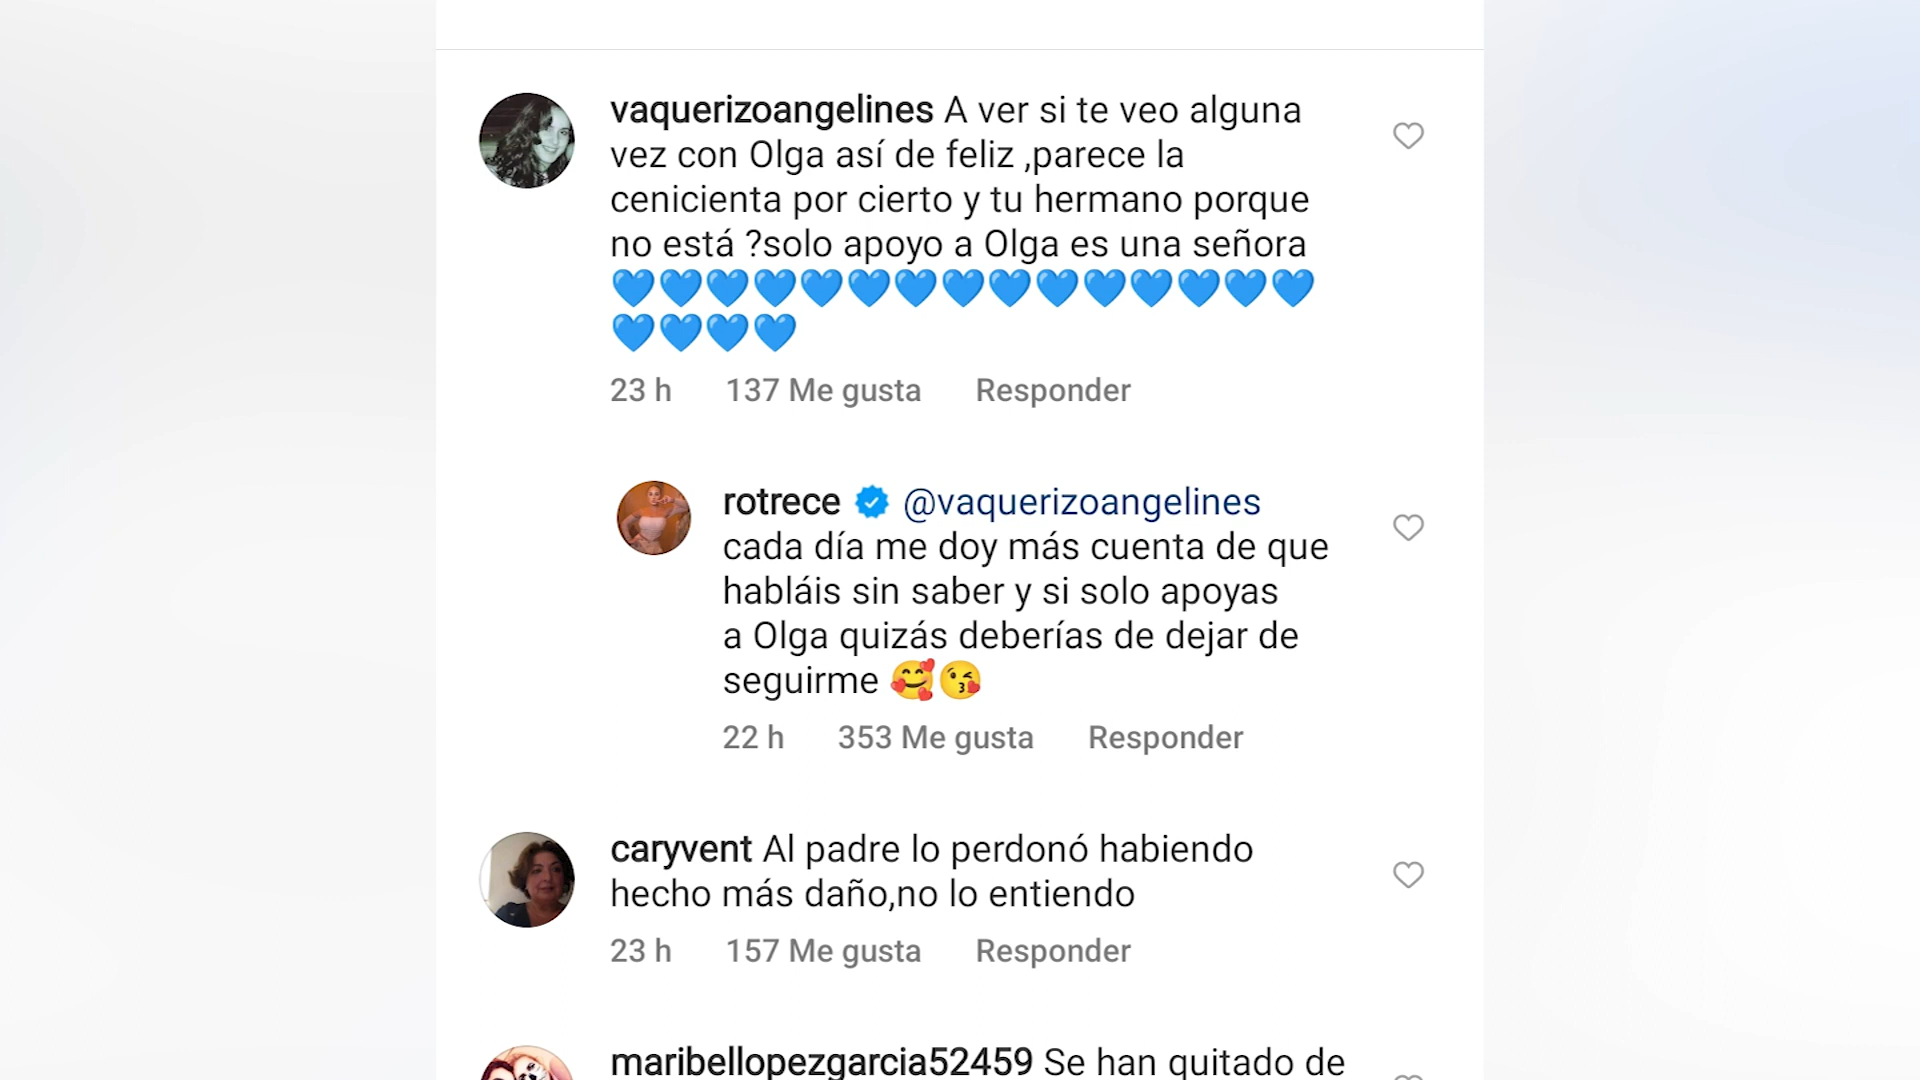 vaquerizoangelines A ver si te veo alguna
vez con Olga así de feliz ,parece la
cenicienta por cierto y tu hermano porque
no está ?solo apoyo a Olga es una señora
💙💙💙💙💙💙💙💙💙💙💙💙💙💙💙
💙💙💙💙
23 h 137 Me gusta Responder
rotrece @vaquerizoangelines
cada día me doy más cuenta de que
habláis sin saber y si solo apoyas
a Olga quizás deberías de dejar de
seguirme 🥰😘
22 h 353 Me gusta Responder
caryvent Al padre lo perdonó habiendo
hecho más daño,no lo entiendo
23 h 157 Me gusta Responder
maribellopezgarcia52459 Se han quitado de